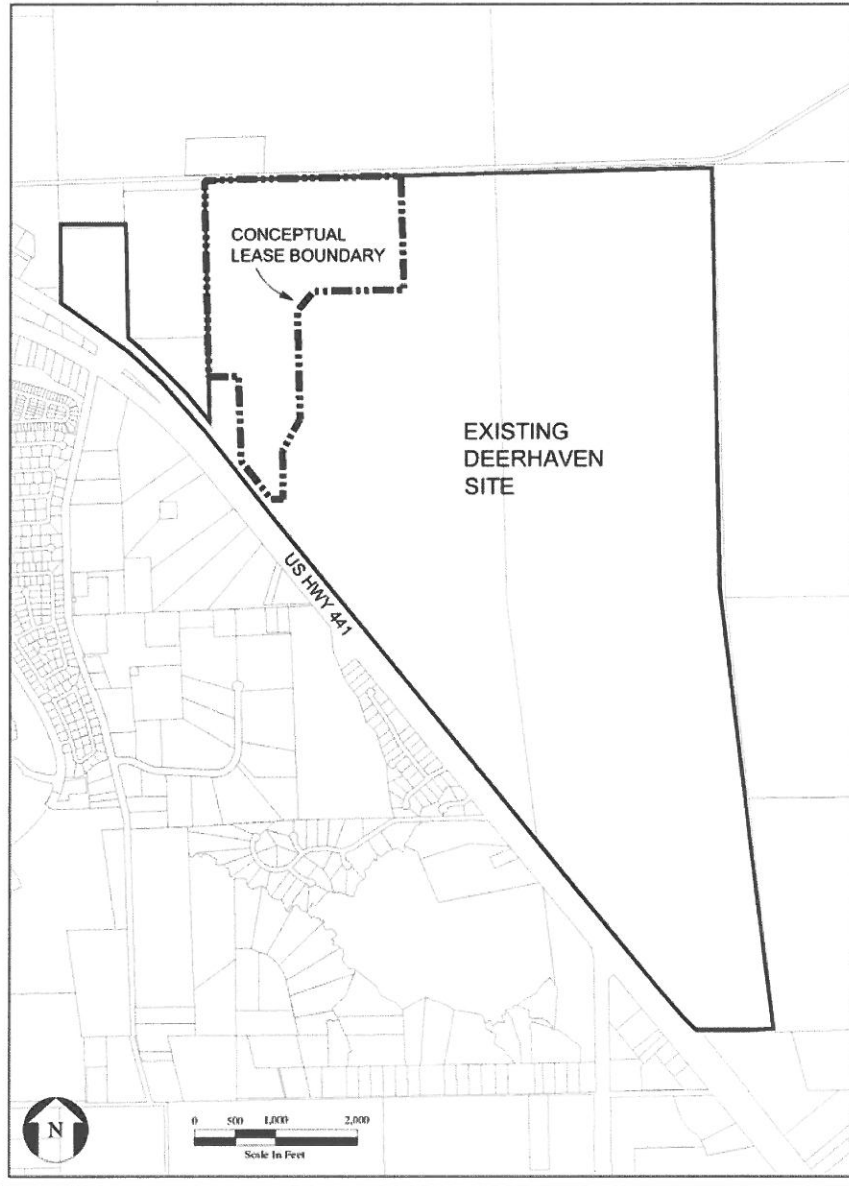 CONCEPTUAL
LEASE BOUNDARY
EXISTING
DEERHAVEN
SITE
US HWY 441
N
0 500 1,000 2,000
Scale In Feet